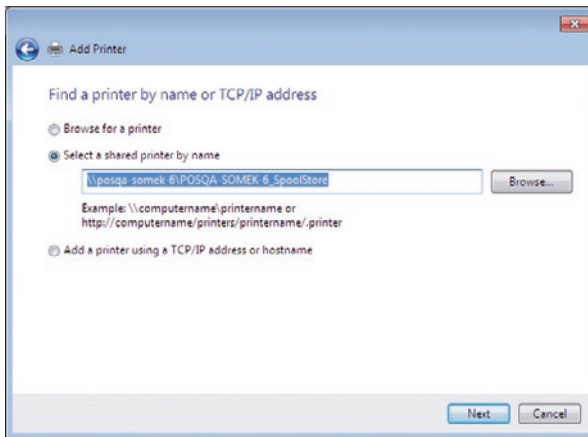 Add Printer
Find a printer by name or TCP/IP address
Browse for a printer
Select a shared printer by name
\\posqa-somek-6\POSQA-SOMEK-6_SpoolStore
Browse...
Example: \\computername\printername or
http://computername/printers/printername/.printer
Add a printer using a TCP/IP address or hostname
Next
Cancel